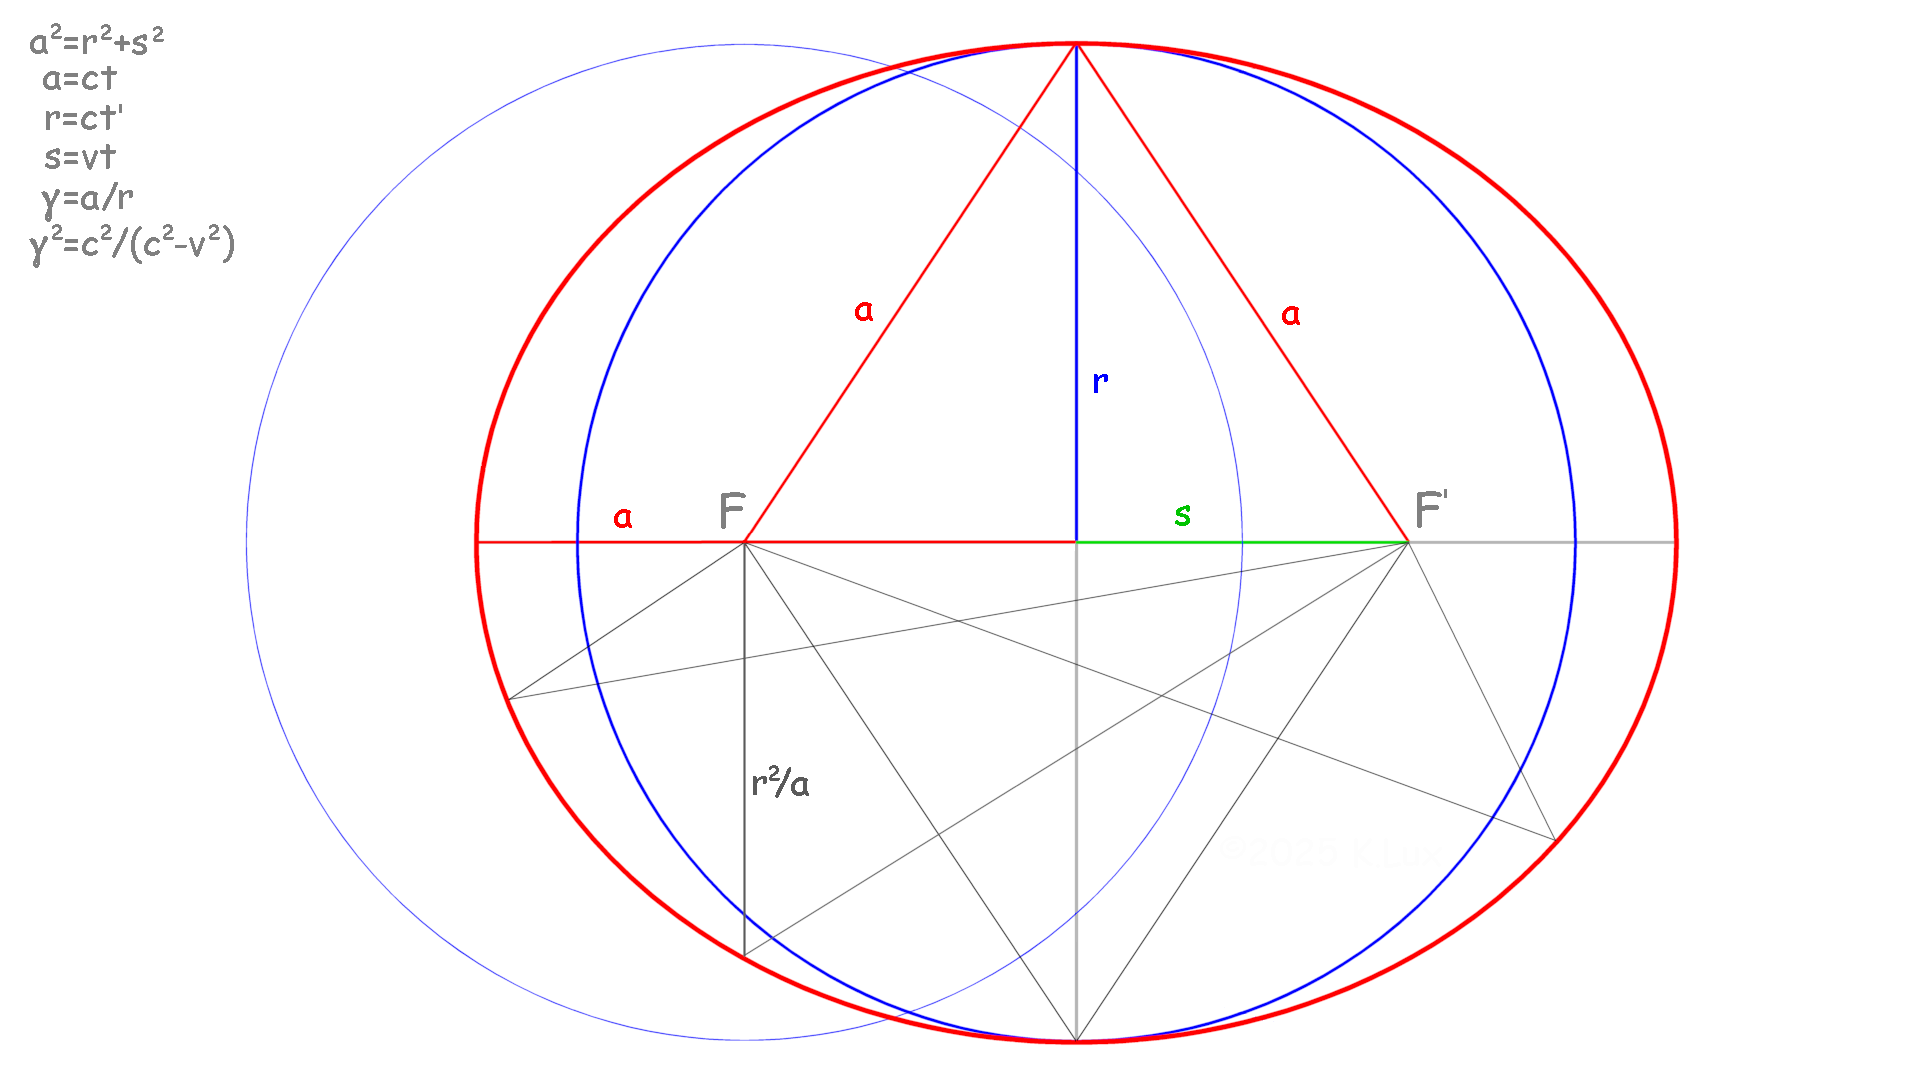 a²=r²+s²
a=ct
r=ct'
s=vt
γ=a/r
γ²=c²/(c²-v²)
a
a
r
a
F
s
F'
r²/a